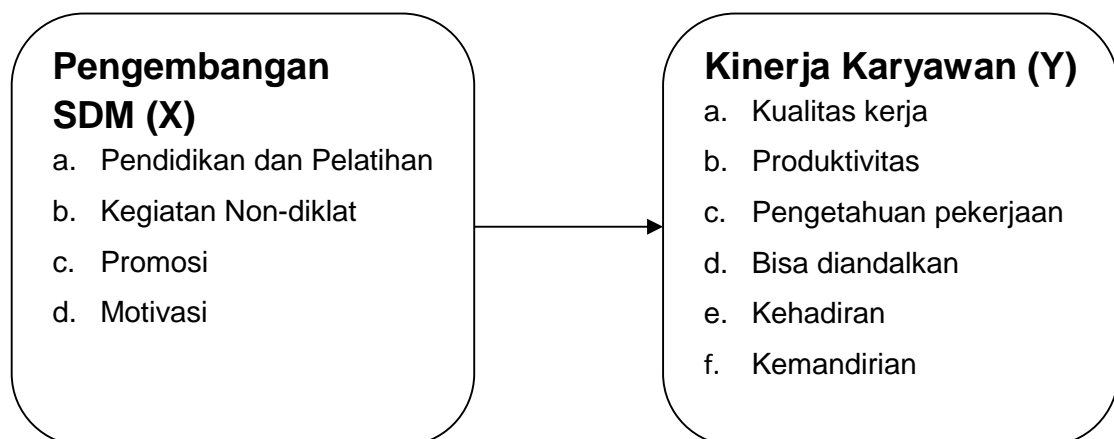 Pengembangan
SDM (X)
a. Pendidikan dan Pelatihan
b. Kegiatan Non-diklat
c. Promosi
d. Motivasi
Kinerja Karyawan (Y)
a. Kualitas kerja
b. Produktivitas
c. Pengetahuan pekerjaan
d. Bisa diandalkan
e. Kehadiran
f. Kemandirian